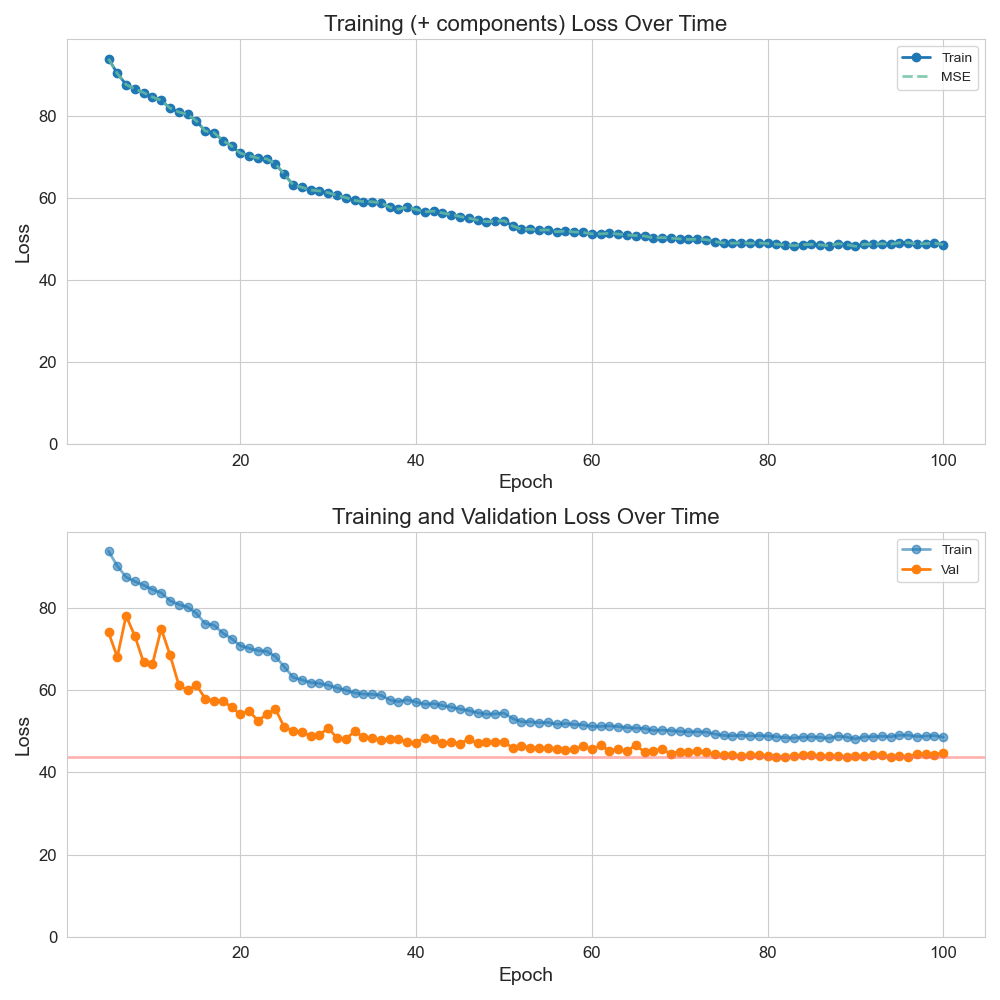 Training (+ components) Loss Over Time
Train
MSE
Loss
80
60
40
20
0
20 40 60 80 100
Epoch
Training and Validation Loss Over Time
Train
Val
Loss
80
60
40
20
0
20 40 60 80 100
Epoch